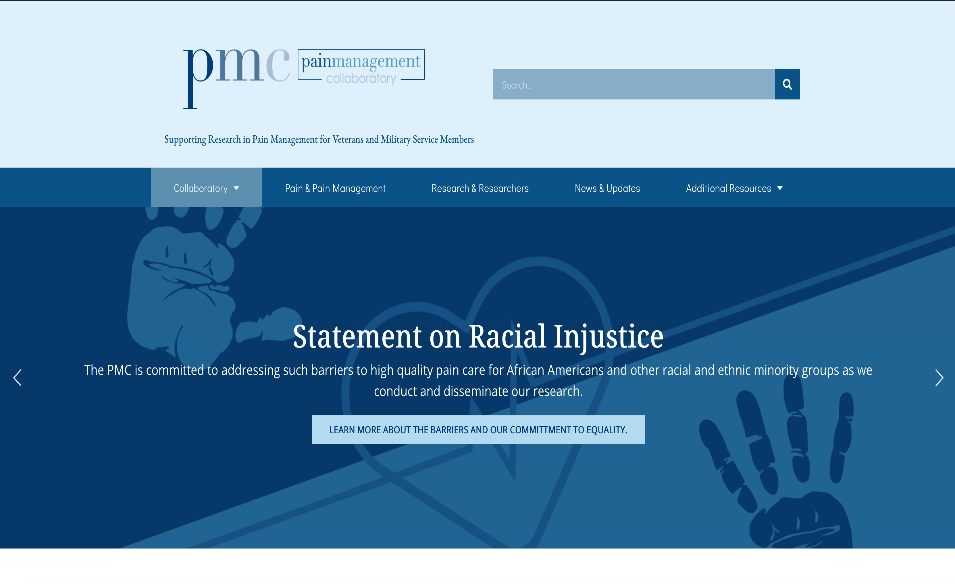 pmc painmanagement
collaboratory
Search...
Supporting Research in Pain Management for Veterans and Military Service Members
Collaboratory Pain & Pain Management Research & Researchers News & Updates Additional Resources
Statement on Racial Injustice
The PMC is committed to addressing such barriers to high quality pain care for African Americans and other racial and ethnic minority groups as we
conduct and disseminate our research.
LEARN MORE ABOUT THE BARRIERS AND OUR COMMITTMENT TO EQUALITY.